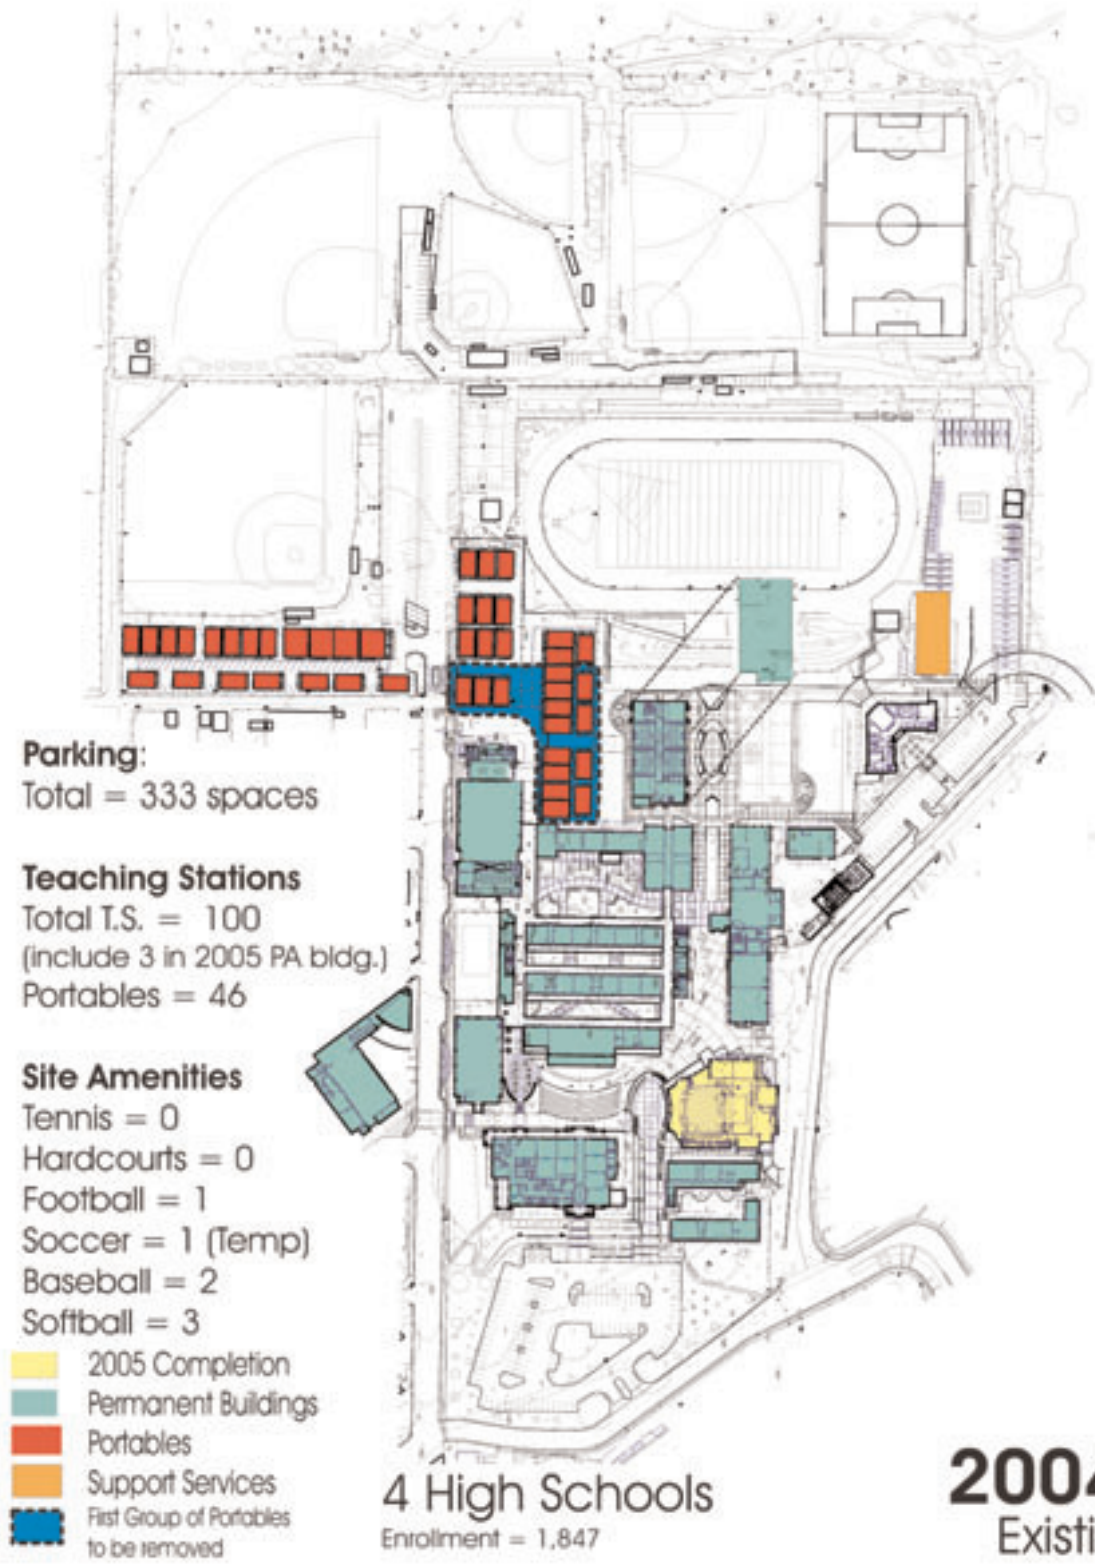 Parking:
Total = 333 spaces
Teaching Stations
Total T.S. = 100
(include 3 in 2005 PA bldg.)
Portables = 46
Site Amenities
Tennis = 0
Hardcourts = 0
Football = 1
Soccer = 1 (Temp)
Baseball = 2
Softball = 3
2005 Completion
Permanent Buildings
Portables
Support Services
First Group of Portables
to be removed
4 High Schools
Enrollment = 1,847
2004
Existi